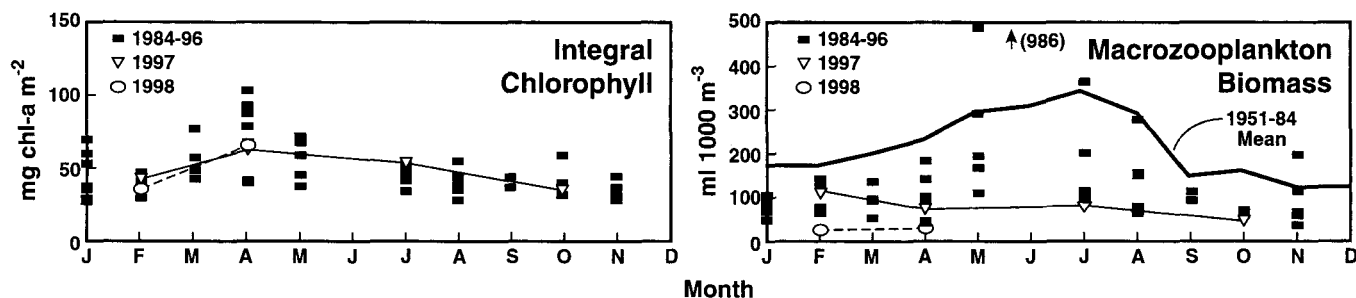 150
100
50
0
mg chl-a m⁻²
1984-96
1997
1998
Integral
Chlorophyll
J F M A M J J A S O N D
500
400
300
200
100
0
ml 1000 m⁻³
1984-96
1997
1998
(986)
Macrozooplankton
Biomass
1951-84
Mean
J F M A M J J A S O N D
Month